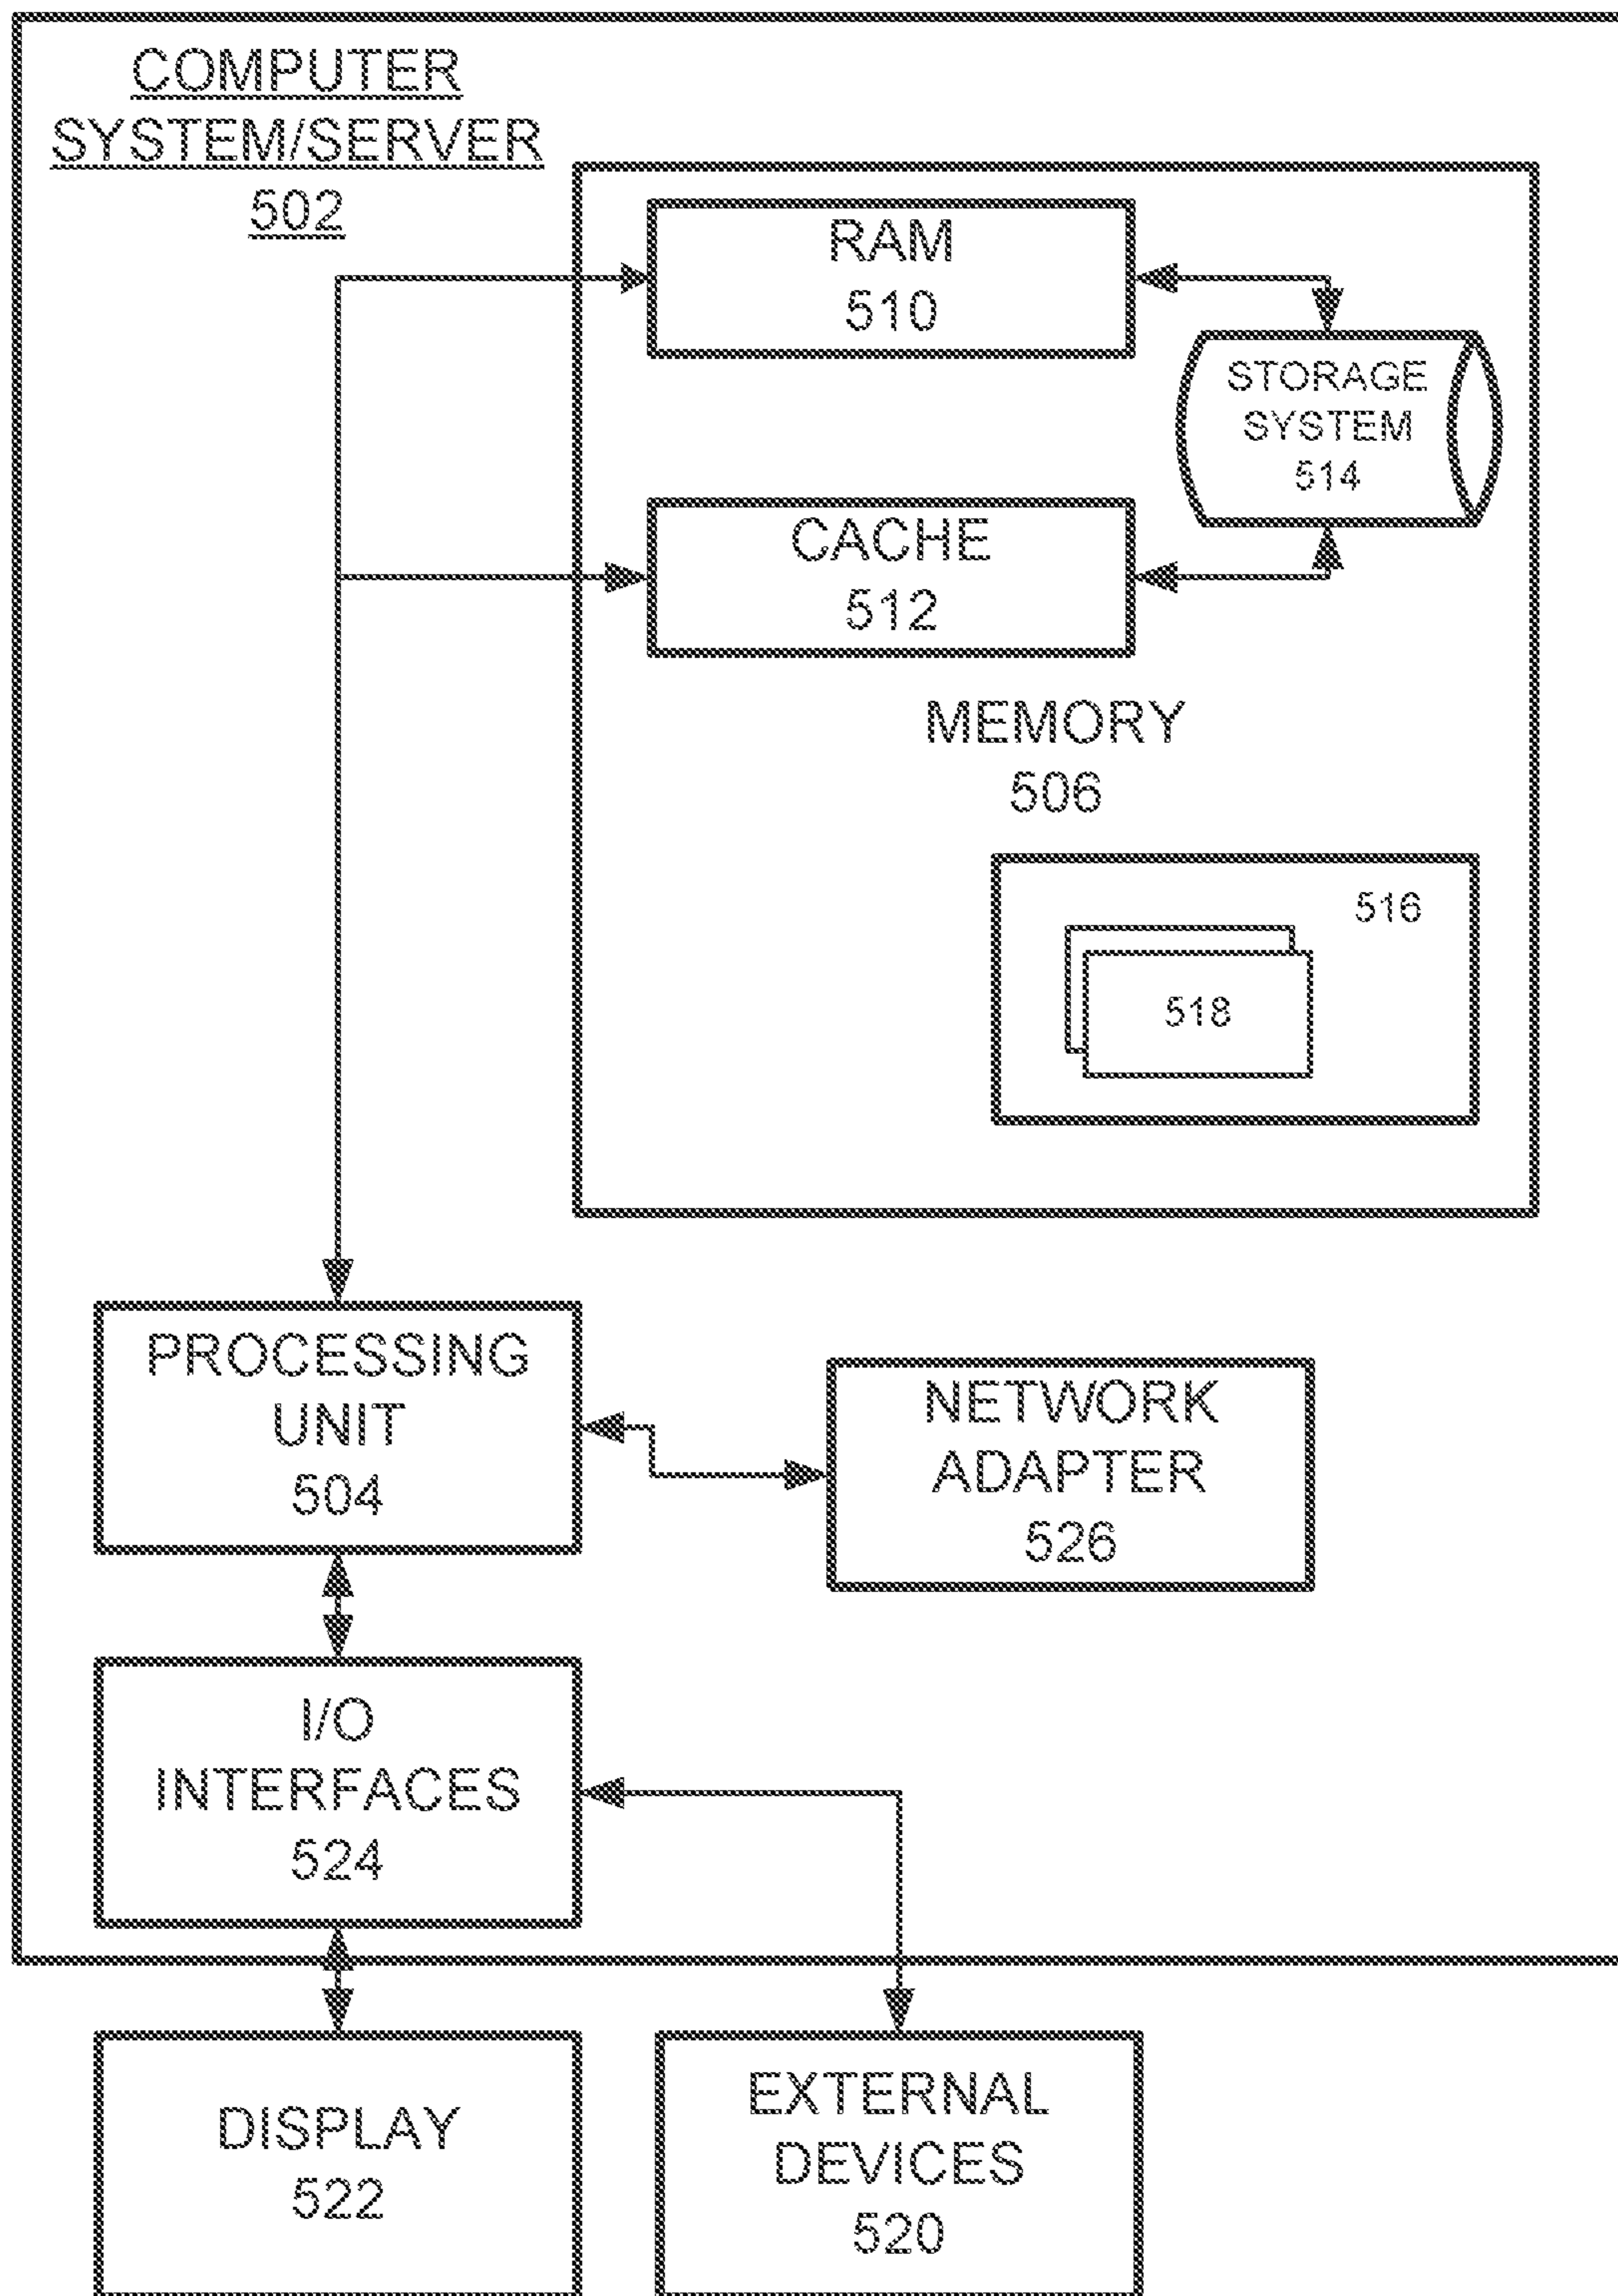 COMPUTER
SYSTEM/SERVER
502
RAM
510
STORAGE
SYSTEM
514
CACHE
512
MEMORY
506
516
518
PROCESSING
UNIT
504
NETWORK
ADAPTER
526
I/O
INTERFACES
524
DISPLAY
522
EXTERNAL
DEVICES
520